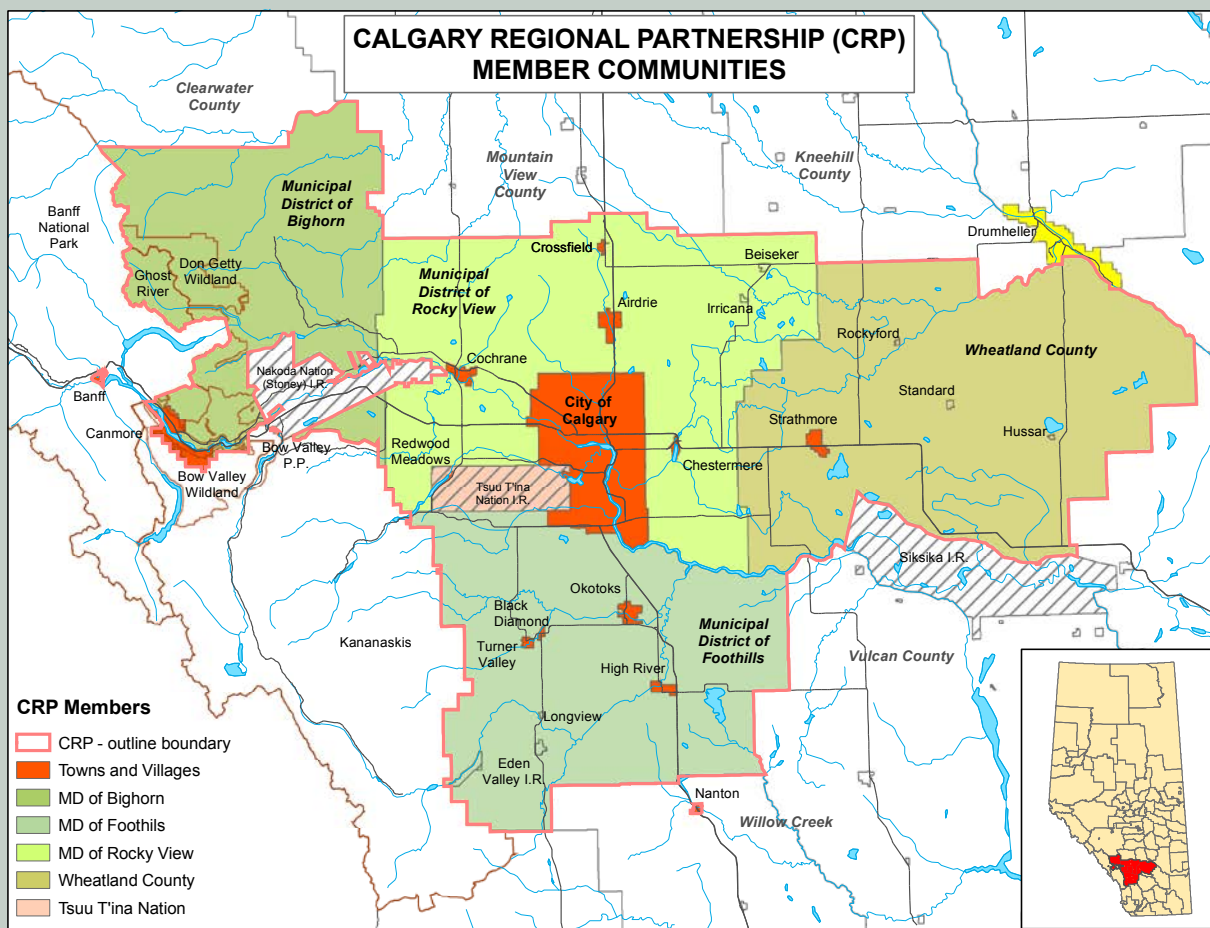 CALGARY REGIONAL PARTNERSHIP (CRP)
MEMBER COMMUNITIES
Clearwater
County
Mountain
View
County
Kneehill
County
Municipal
District of
Bighorn
Banff
National
Park
Drumheller
Crossfield
Beiseker
Don Getty
Wildland
Ghost
River
Municipal
District of
Rocky View
Airdrie
Irricana
Rockyford
Wheatland County
Cochrane
Nakoda Nation
(Stoney) I.R.
Banff
City of
Calgary
Standard
Strathmore
Canmore
Hussar
Redwood
Meadows
Bow Valley
P.P.
Chestermere
Bow Valley
Wildland
Tsuu T'ina
Nation I.R.
Siksika I.R.
Okotoks
Black
Diamond
Municipal
District of
Foothills
Kananaskis
Turner
Valley
Vulcan County
High River
Longview
Eden
Valley I.R.
Nanton
Willow Creek
CRP Members
CRP - outline boundary
Towns and Villages
MD of Bighorn
MD of Foothils
MD of Rocky View
Wheatland County
Tsuu T'ina Nation